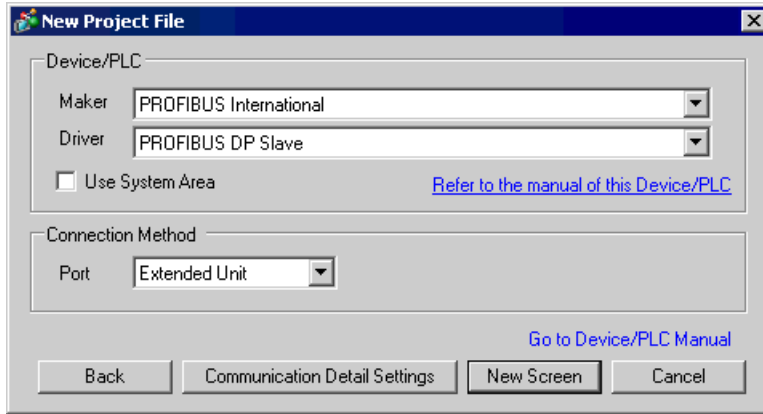 New Project File
Device/PLC
Maker PROFIBUS International
Driver PROFIBUS DP Slave
Use System Area Refer to the manual of this Device/PLC
Connection Method
Port Extended Unit
Go to Device/PLC Manual
Back Communication Detail Settings New Screen Cancel